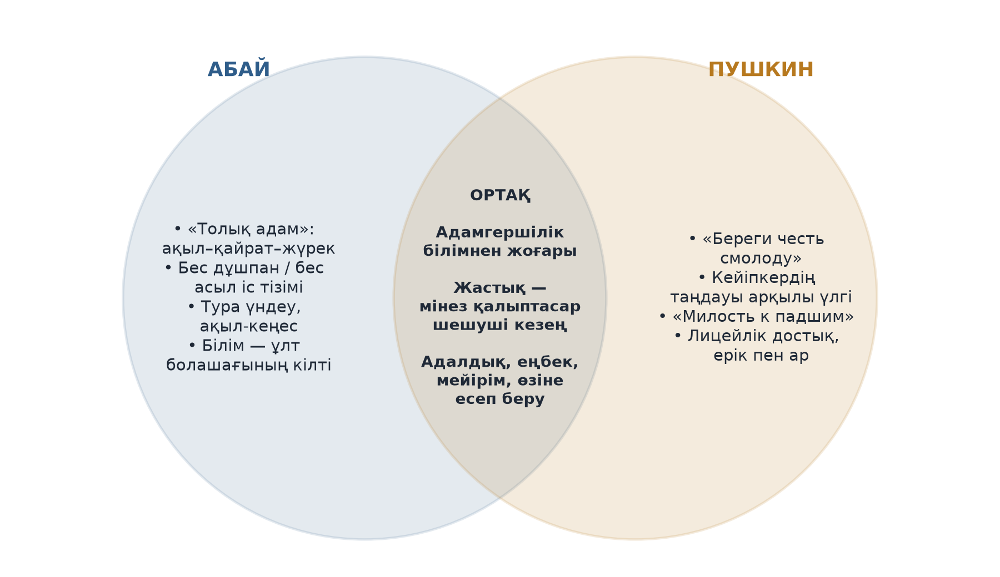 АБАЙ
ПУШКИН
• «Толық адам»:
ақыл–қайрат–жүрек
• Бес дұшпан / бес
асыл іс тізімі
• Тура үндеу,
ақыл-кеңес
• Білім — ұлт
болашағының кілті
ОРТАҚ
Адамгершілік
білімнен жоғары
Жастық —
мінез қалыптасар
шешуші кезең
Адалдық, еңбек,
мейірім, өзіне
есеп беру
• «Береги честь
смолоду»
• Кейіпкердің
таңдауы арқылы үлгі
• «Милость к падшим»
• Лицейлік достық,
ерік пен ар